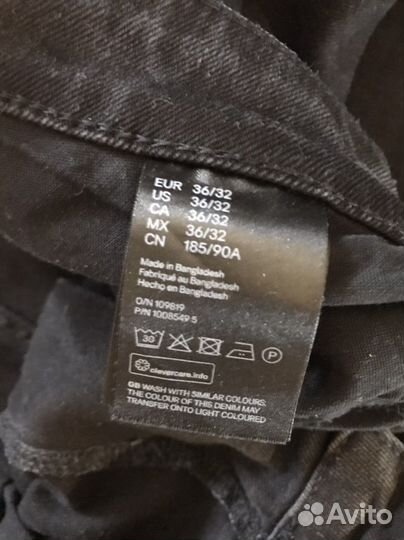 EUR 36/32
US 36/32
CA 36/32
MX 36/32
CN 185/90A
Made in Bangladesh
Fabriqué au Bangladesh
Hecho en Bangladesh
O/N 109819
P/N 1008549 5
30 P
clevercare.info
GB WASH WITH SIMILAR COLOURS.
THE COLOUR OF THIS DENIM MAY
TRANSFER ONTO LIGHT COLOURED
Avito